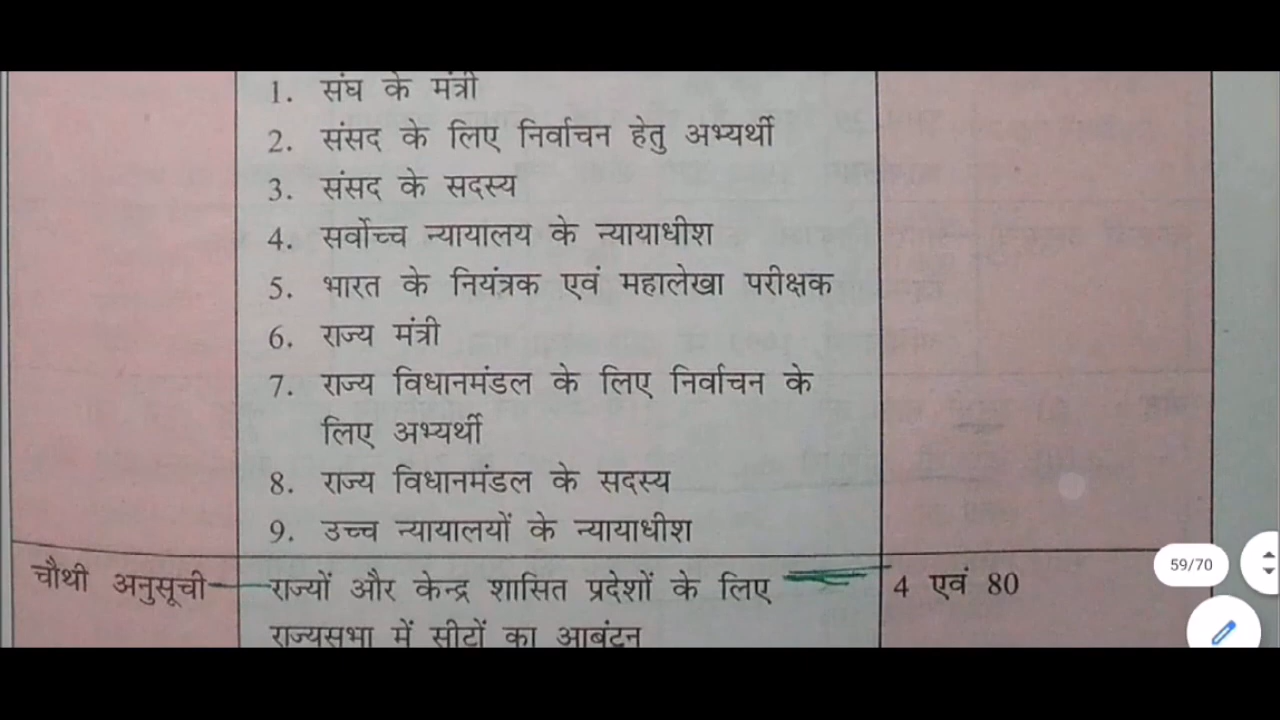 1. संघ के मंत्री
2. संसद के लिए निर्वाचन हेतु अभ्यर्थी
3. संसद के सदस्य
4. सर्वोच्च न्यायालय के न्यायाधीश
5. भारत के नियंत्रक एवं महालेखा परीक्षक
6. राज्य मंत्री
7. राज्य विधानमंडल के लिए निर्वाचन के
लिए अभ्यर्थी
8. राज्य विधानमंडल के सदस्य
9. उच्च न्यायालयों के न्यायाधीश
चौथी अनुसूची राज्यों और केन्द्र शासित प्रदेशों के लिए 4 एवं 80
राज्यसभा में सीटों का आबंटन
59/70